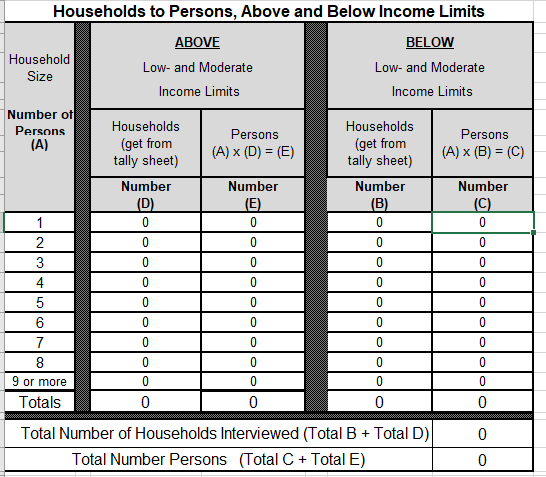 Households to Persons, Above and Below Income Limits
Household
Size
Number of
Persons
(A)
ABOVE
Low- and Moderate
Income Limits
BELOW
Low- and Moderate
Income Limits
Households
(get from
tally sheet)
Persons
(A) x (D) = (E)
Households
(get from
tally sheet)
Persons
(A) x (B) = (C)
Number
(D)
Number
(E)
Number
(B)
Number
(C)
1 0 0 0 0
2 0 0 0 0
3 0 0 0 0
4 0 0 0 0
5 0 0 0 0
6 0 0 0 0
7 0 0 0 0
8 0 0 0 0
9 or more 0 0 0 0
Totals 0 0 0 0
Total Number of Households Interviewed (Total B + Total D) 0
Total Number Persons (Total C + Total E) 0